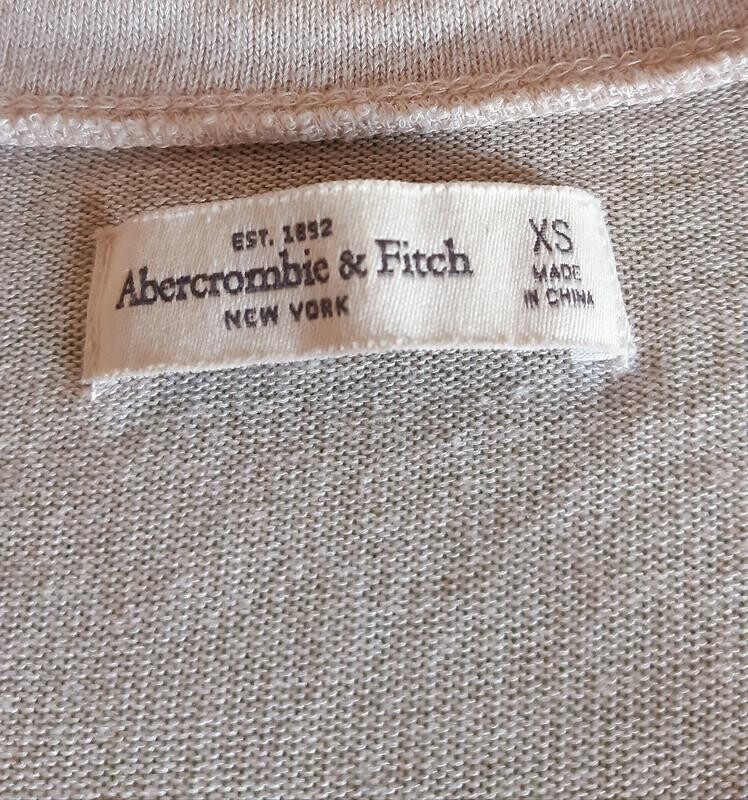 EST. 1892
Abercrombie & Fitch
NEW YORK
XS
MADE
IN CHINA